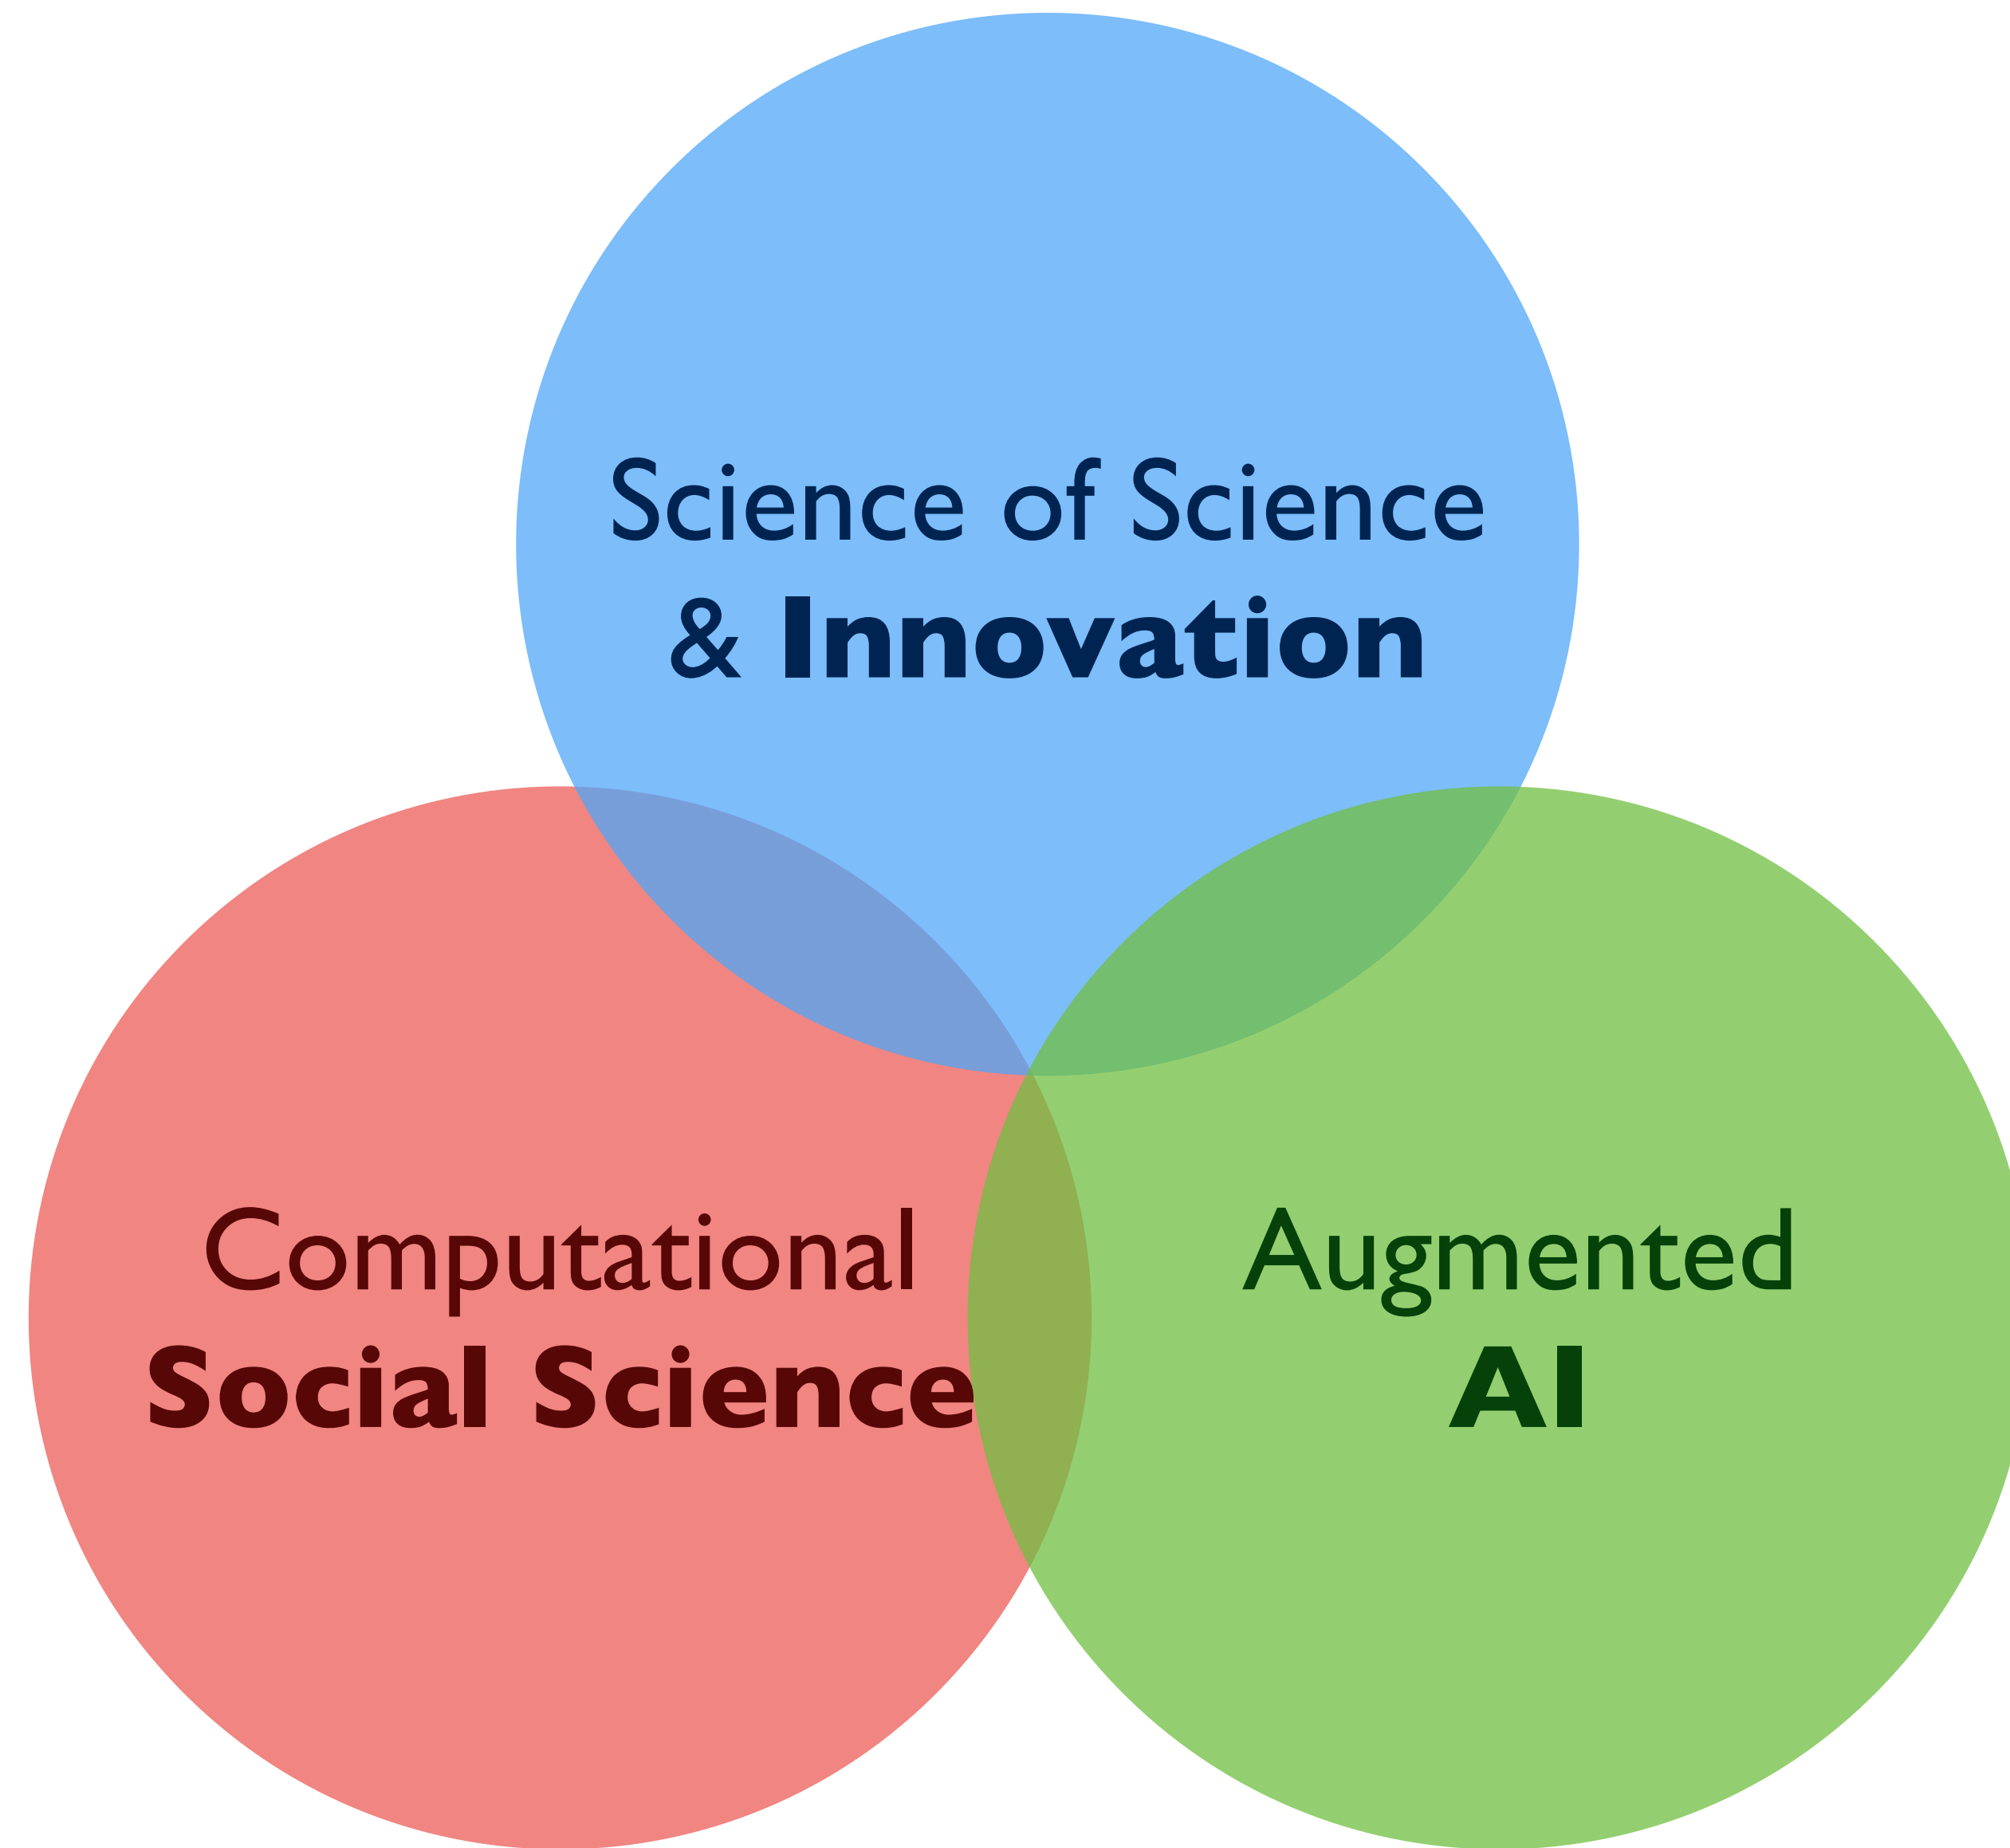 Science of Science
& Innovation
Computational
Social Science
Augmented
AI